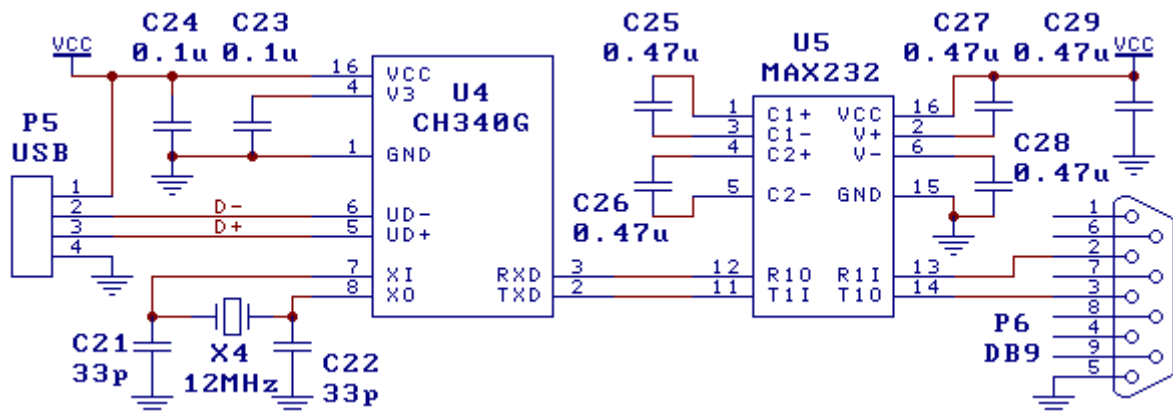 C24 C23
0.1u 0.1u
VCC
16 VCC
4 V3
1 GND
6 UD-
5 UD+
7 XI
8 XO
U4
CH340G
RXD 3
TXD 2
P5
USB
1
2
3
4
D-
D+
C21
33p
X4
12MHz
C22
33p
C25
0.47u
C26
0.47u
U5
MAX232
1 C1+
3 C1-
4 C2+
5 C2-
12 R1O
11 T1I
VCC 16
V+ 2
V- 6
GND 15
R1I 13
T1O 14
C27 C29
0.47u 0.47u
VCC
C28
0.47u
1
6
2
7
3
8
4
9
5
P6
DB9